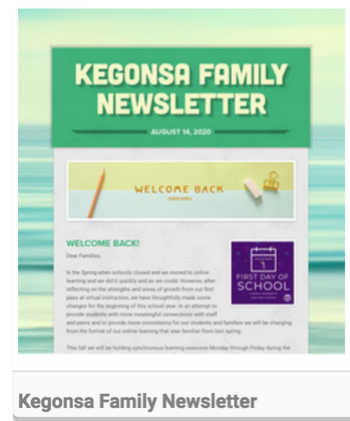 KEGONSA FAMILY
NEWSLETTER
AUGUST 14, 2020
WELCOME BACK
WELCOME BACK!
Dear Families,
FIRST DAY OF
SCHOOL
In the Spring when schools closed and we moved to online
learning and we did it quickly and as we could. However, after
reflecting on the strengths and areas of growth from our first
pass at virtual instruction, we have thoughtfully made some
changes for the beginning of this school year. In an attempt to
provide students with more meaningful connections with staff
and peers and to provide more consistency for our students and families we will be changing
from the format of our online learning that was familiar from last spring.
This fall we will be holding synchronous learning sessions Monday through Friday during the
Kegonsa Family Newsletter